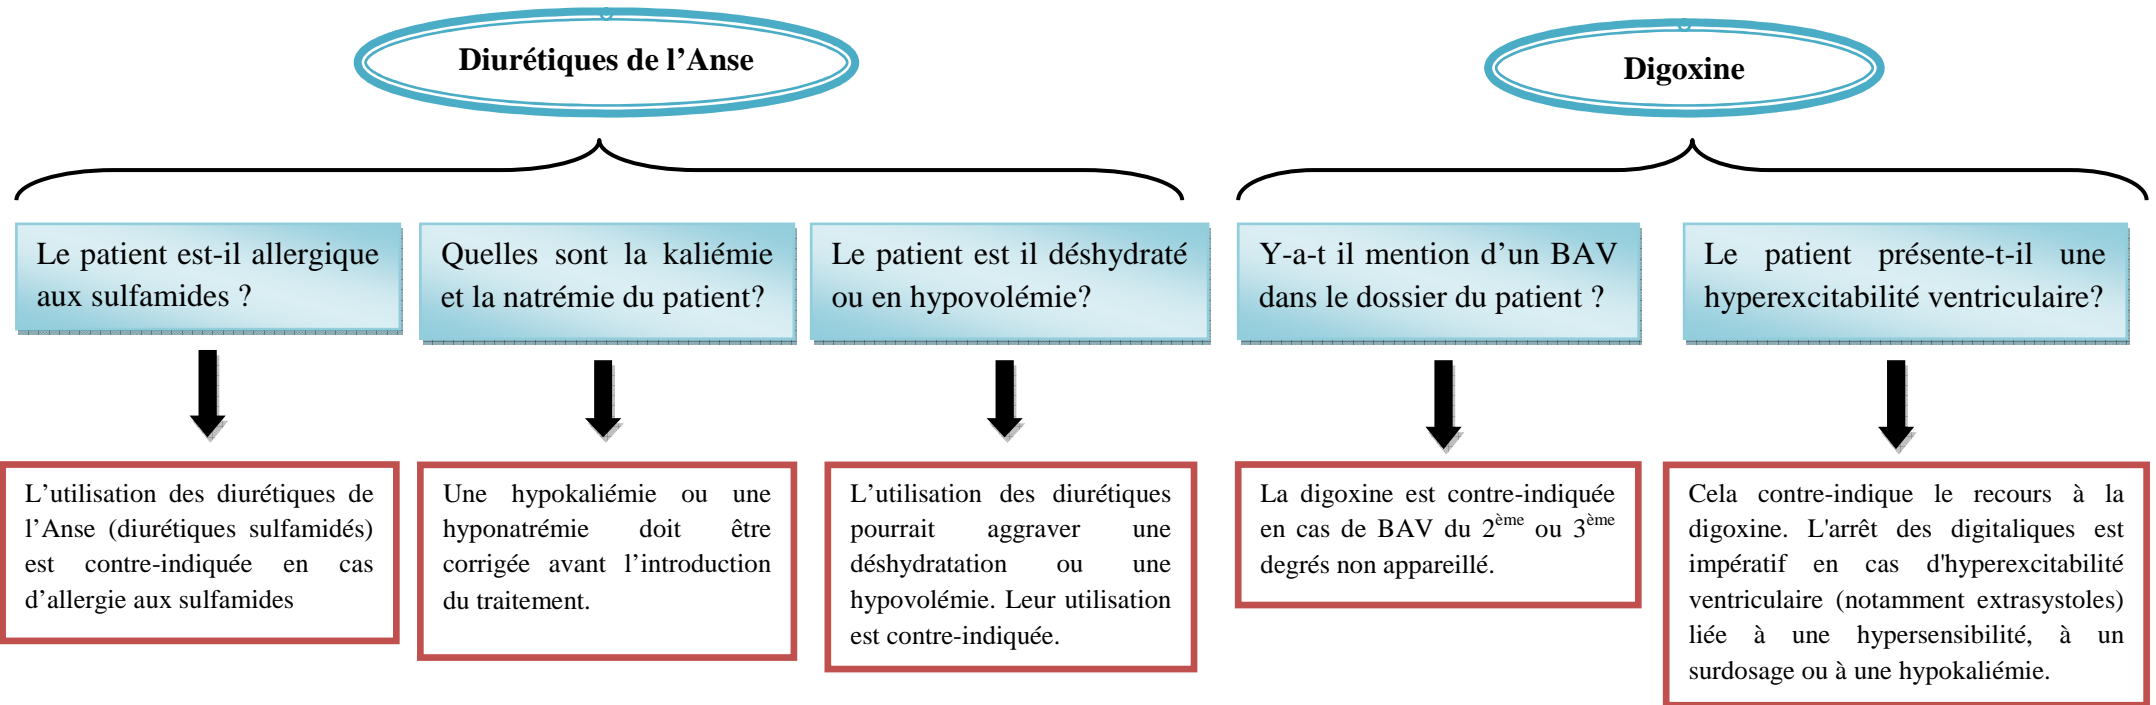 Diurétiques de l’Anse
Le patient est-il allergique
aux sulfamides ?
L’utilisation des diurétiques de
l’Anse (diurétiques sulfamidés)
est contre-indiquée en cas
d’allergie aux sulfamides
Quelles sont la kaliémie
et la natrémie du patient?
Une hypokaliémie ou une
hyponatrémie doit être
corrigée avant l’introduction
du traitement.
Le patient est il déshydraté
ou en hypovolémie?
L’utilisation des diurétiques
pourrait aggraver une
déshydratation ou une
hypovolémie. Leur utilisation
est contre-indiquée.
Digoxine
Y-a-t il mention d’un BAV
dans le dossier du patient ?
La digoxine est contre-indiquée
en cas de BAV du 2ème ou 3ème
degrés non appareillé.
Le patient présente-t-il une
hyperexcitabilité ventriculaire?
Cela contre-indique le recours à la
digoxine. L'arrêt des digitaliques est
impératif en cas d'hyperexcitabilité
ventriculaire (notamment extrasystoles)
liée à une hypersensibilité, à un
surdosage ou à une hypokaliémie.